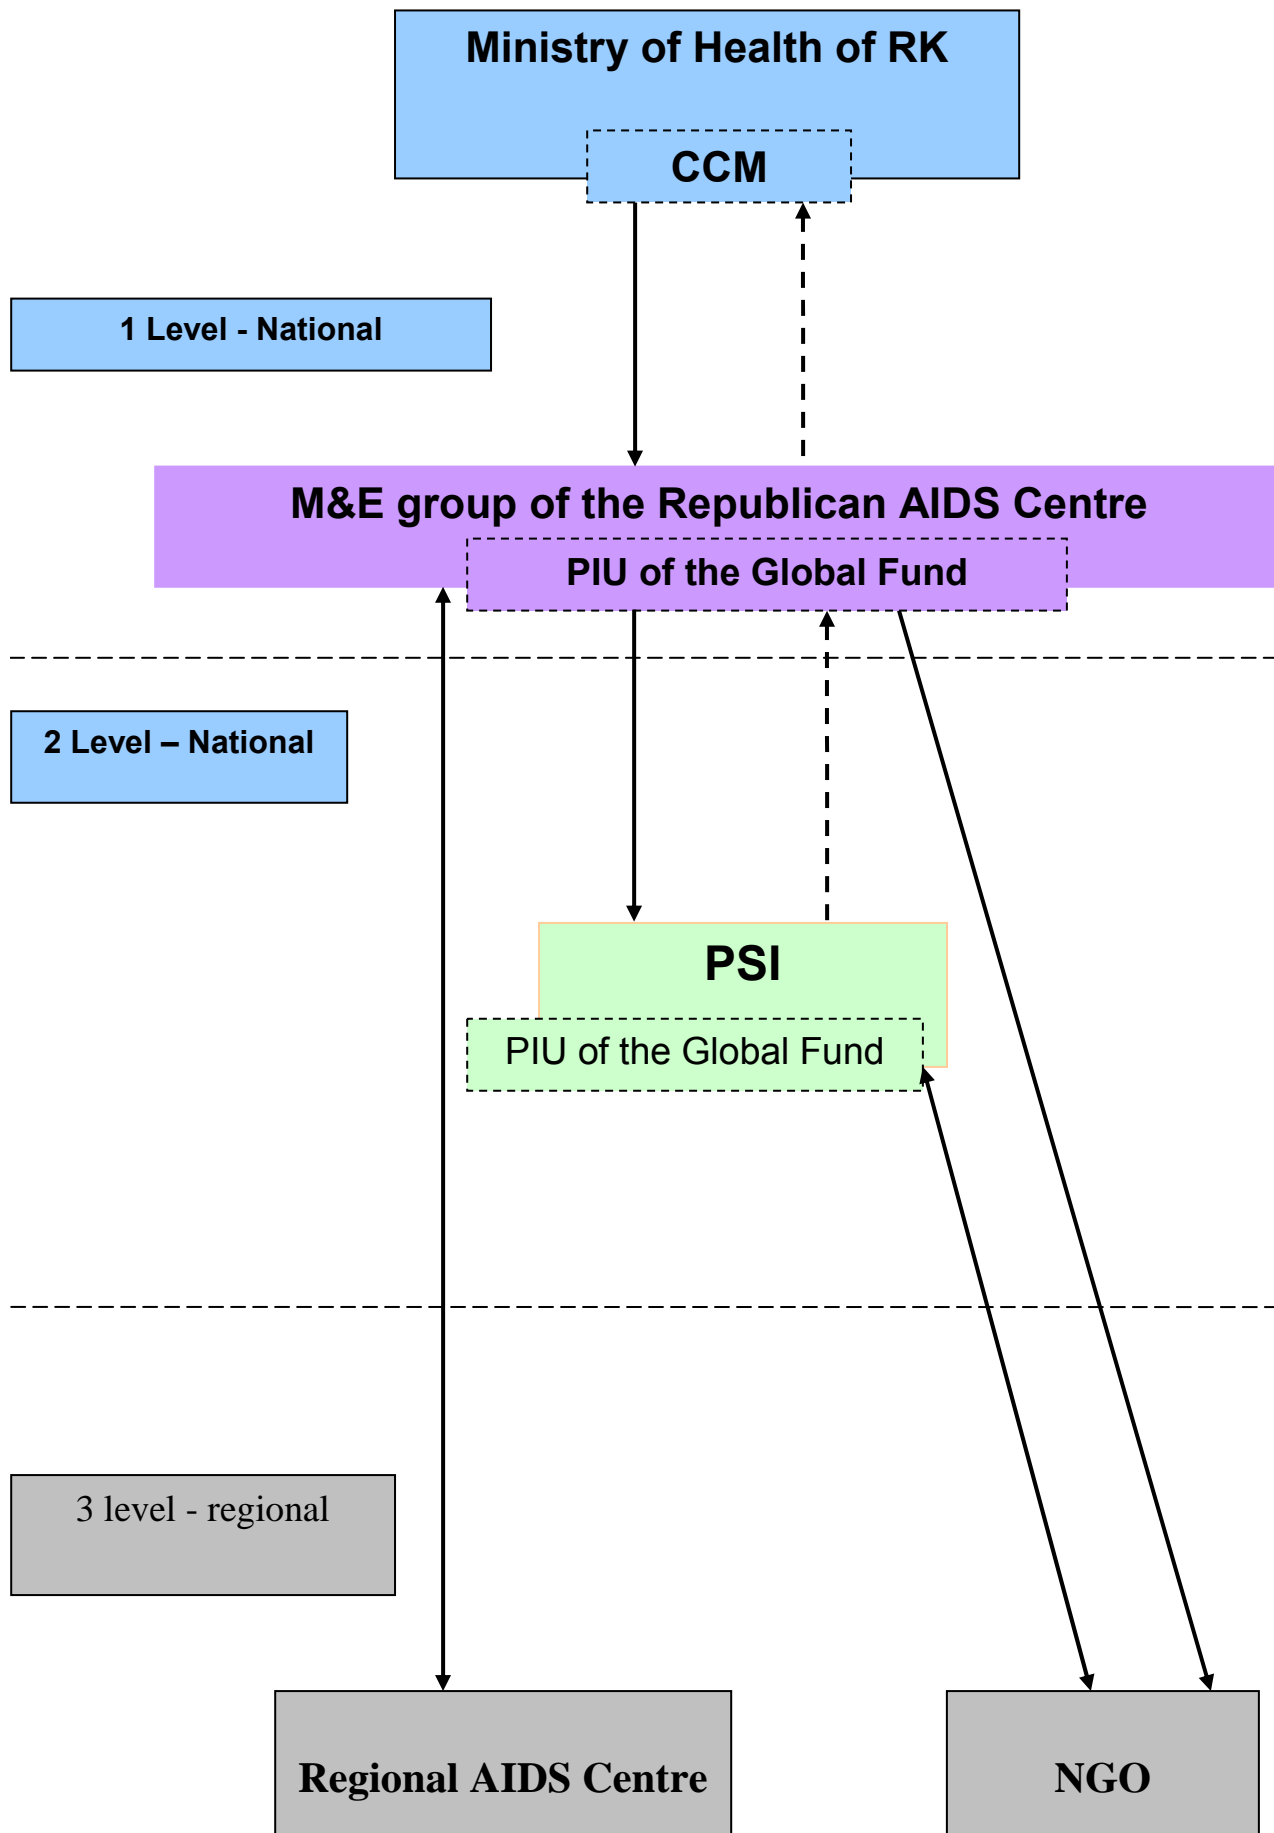 Ministry of Health of RK
CCM
1 Level - National
M&E group of the Republican AIDS Centre
PIU of the Global Fund
2 Level – National
PSI
PIU of the Global Fund
3 level - regional
Regional AIDS Centre
NGO